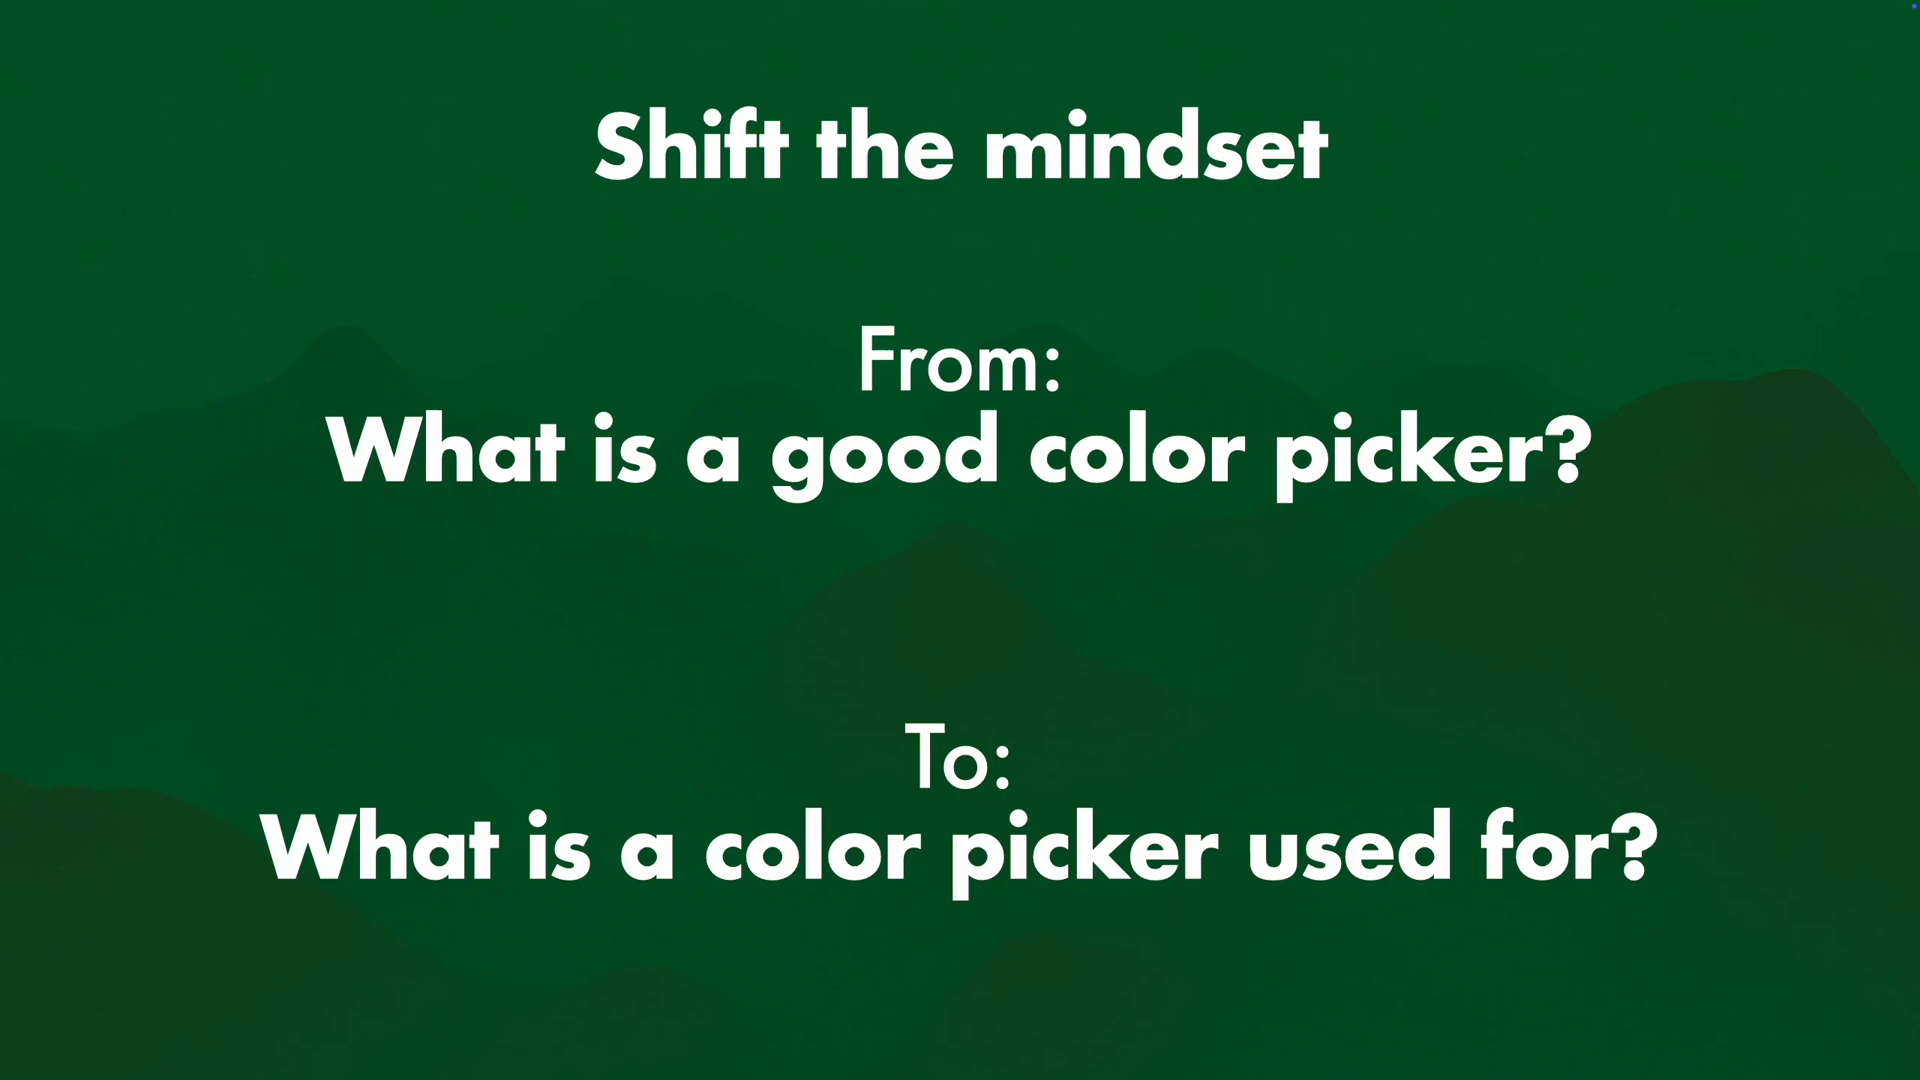 Shift the mindset
From:
What is a good color picker?
To:
What is a color picker used for?